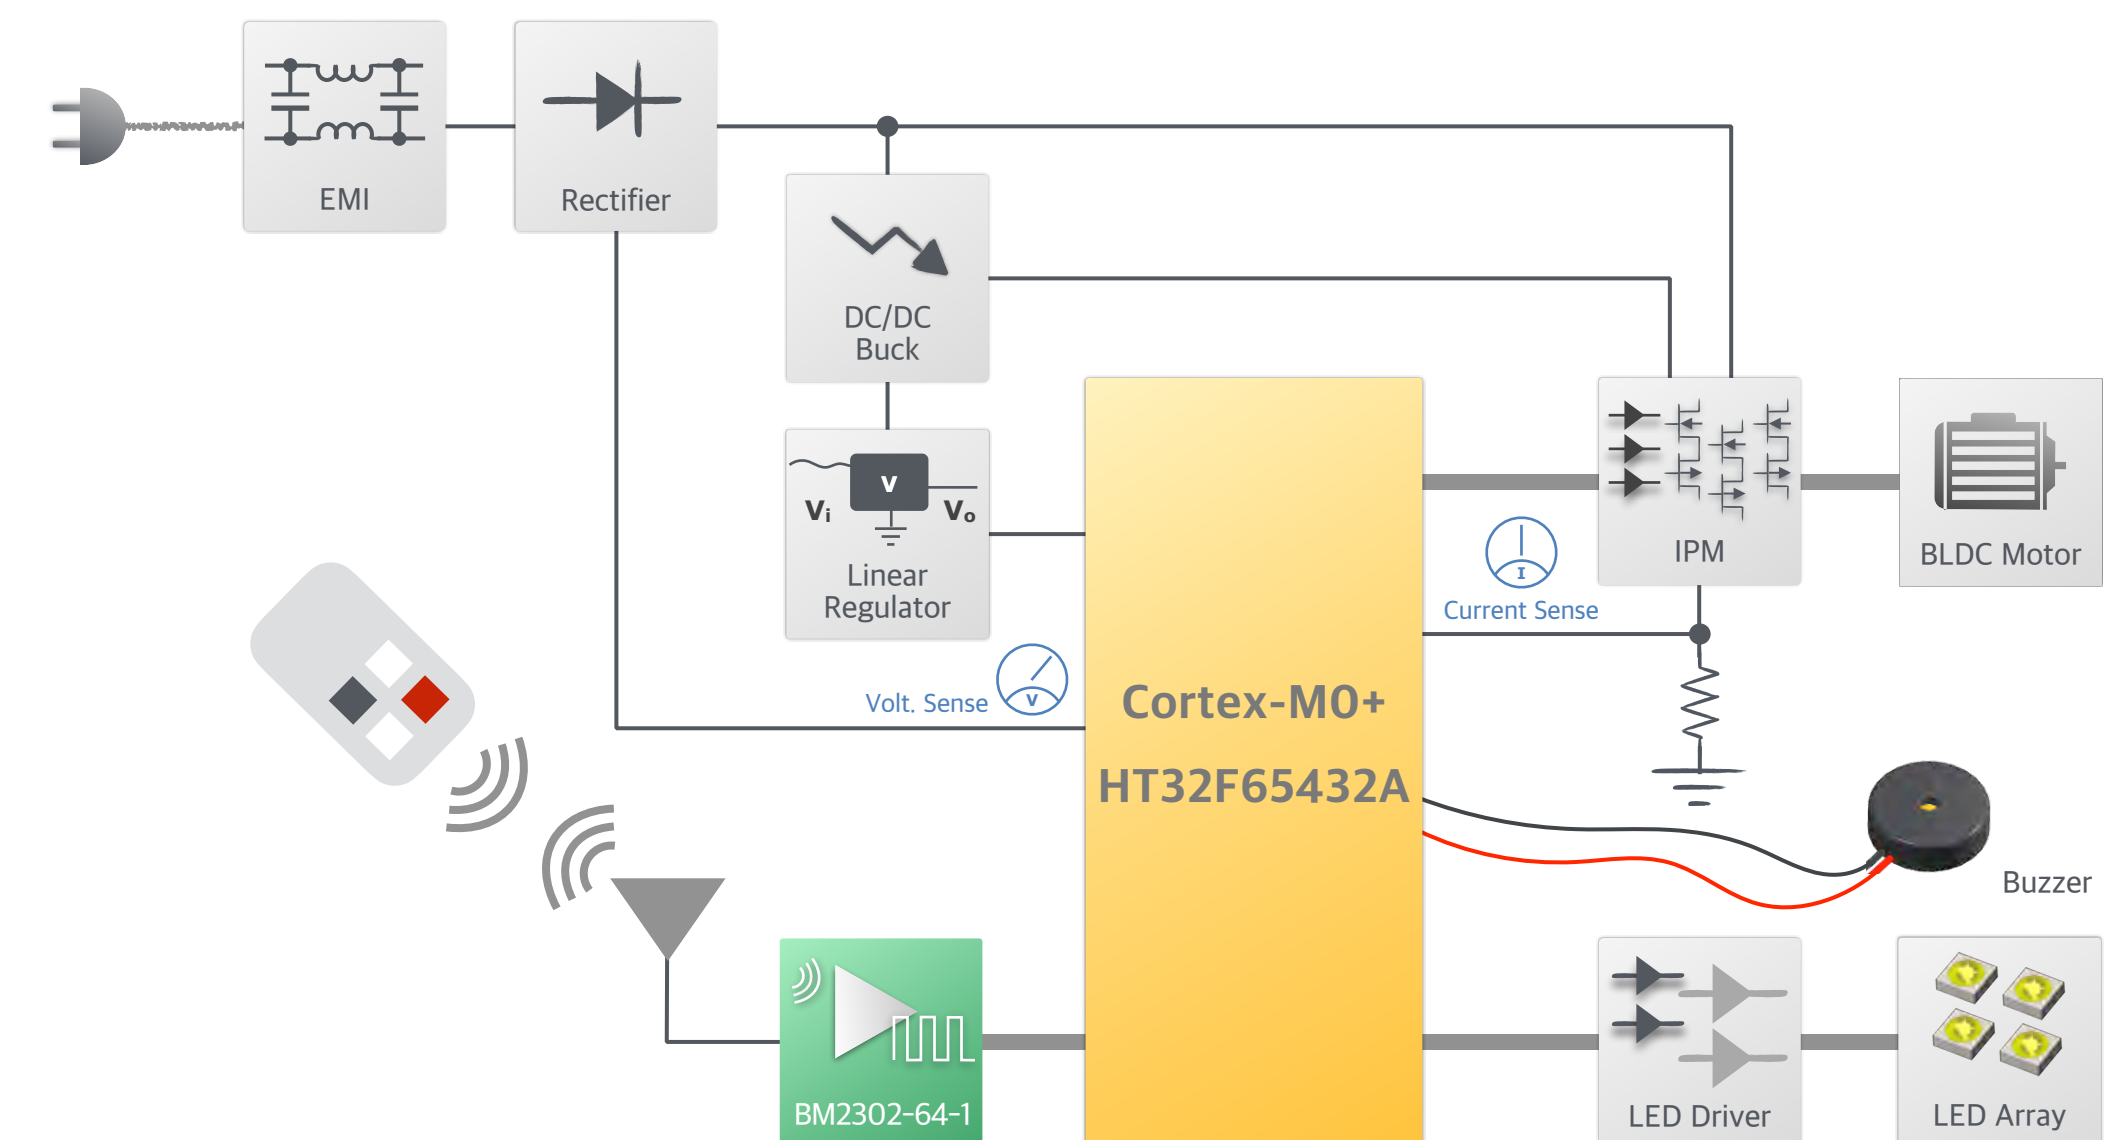 EMI
Rectifier
DC/DC
Buck
V
Vi
Vo
Linear
Regulator
IPM
BLDC Motor
I
Current Sense
Volt. Sense
V
Cortex-M0+
HT32F65432A
Buzzer
BM2302-64-1
LED Driver
LED Array